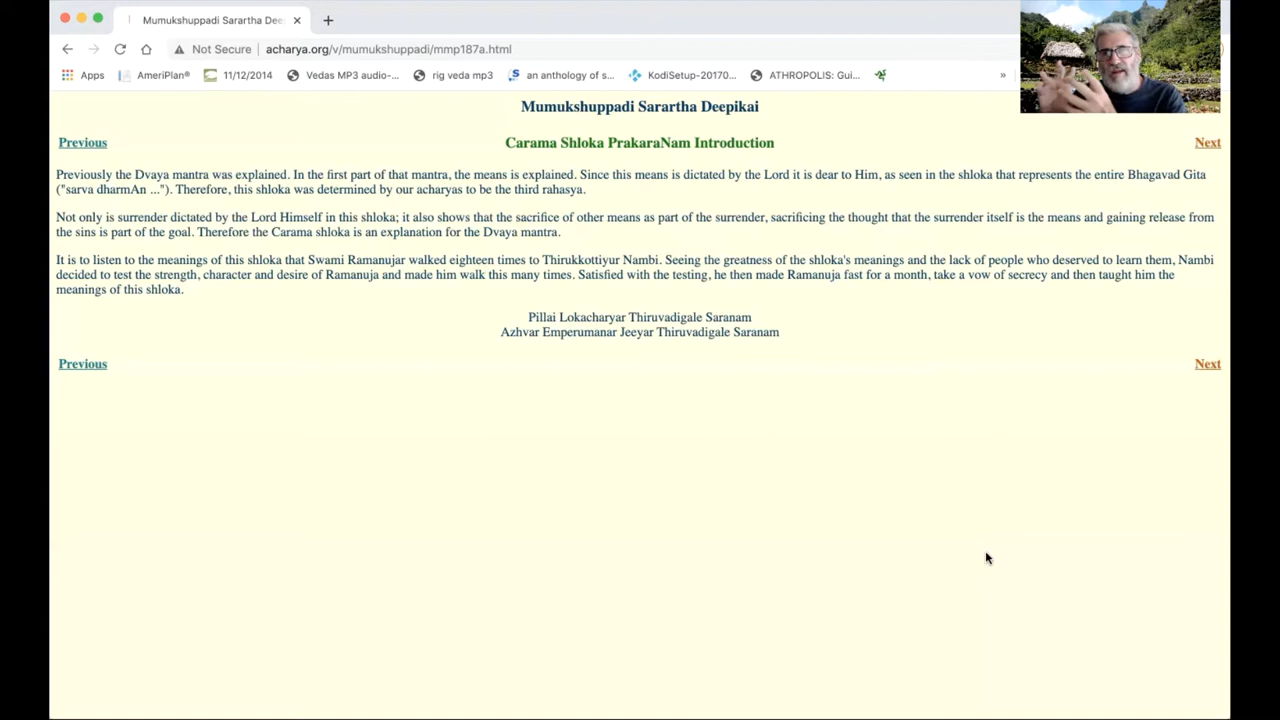 Mumukshuppadi Sarartha Dee
Not Secure
acharya.org/v/mumukshuppadi/mmp187a.html
Apps
AmeriPlan®
11/12/2014
Vedas MP3 audio-...
rig veda mp3
an anthology of s...
KodiSetup-20170...
ATHROPOLIS: Gui...
»
Mumukshuppadi Sarartha Deepikai
Previous
Carama Shloka PrakaraNam Introduction
Next
Previously the Dvaya mantra was explained. In the first part of that mantra, the means is explained. Since this means is dictated by the Lord it is dear to Him, as seen in the shloka that represents the entire Bhagavad Gita
("sarva dharmAn ..."). Therefore, this shloka was determined by our acharyas to be the third rahasya.
Not only is surrender dictated by the Lord Himself in this shloka; it also shows that the sacrifice of other means as part of the surrender, sacrificing the thought that the surrender itself is the means and gaining release from
the sins is part of the goal. Therefore the Carama shloka is an explanation for the Dvaya mantra.
It is to listen to the meanings of this shloka that Swami Ramanujar walked eighteen times to Thirukkottiyur Nambi. Seeing the greatness of the shloka's meanings and the lack of people who deserved to learn them, Nambi
decided to test the strength, character and desire of Ramanuja and made him walk this many times. Satisfied with the testing, he then made Ramanuja fast for a month, take a vow of secrecy and then taught him the
meanings of this shloka.
Pillai Lokacharyar Thiruvadigale Saranam
Azhvar Emperumanar Jeeyar Thiruvadigale Saranam
Previous
Next